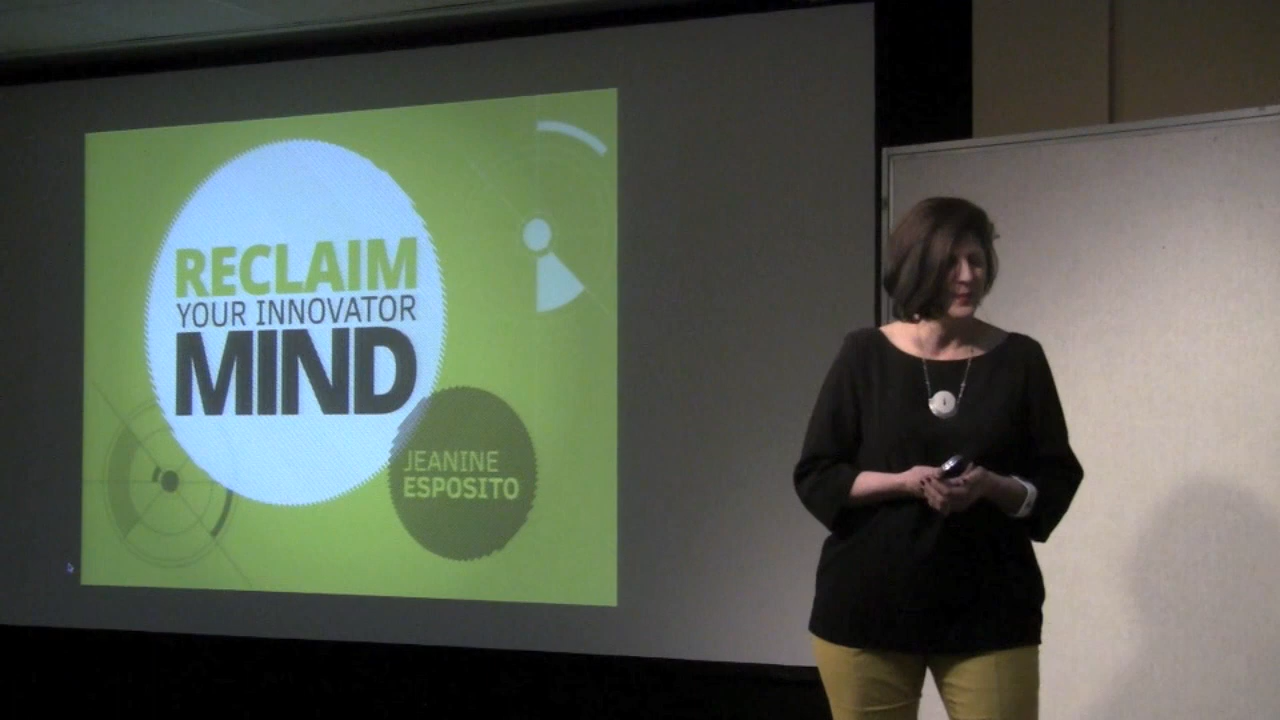 RECLAIM
YOUR INNOVATOR
MIND
JEANINE
ESPOSITO